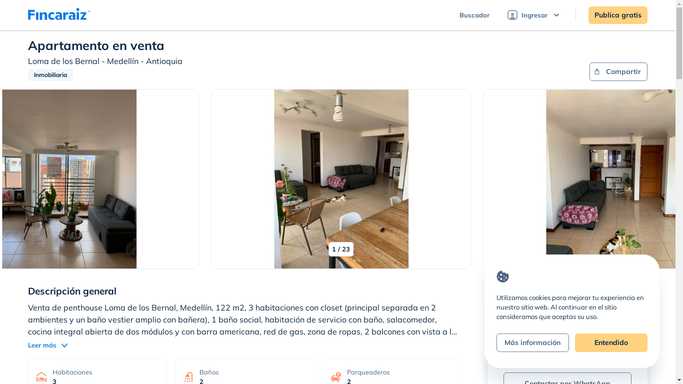 Fincaraiz
Buscador
Ingresar
Publica gratis
Apartamento en venta
Loma de los Bernal - Medellín - Antioquia
Inmobiliaria
Compartir
1 / 23
Descripción general
Venta de penthouse Loma de los Bernal, Medellín, 122 m2, 3 habitaciones con closet (principal separada en 2
ambientes y un baño vestier amplio con bañera), 1 baño social, habitación de servicio con baño, salacomedor,
cocina integral abierta de dos módulos y con barra americana, red de gas, zona de ropas, 2 balcones con vista a l...
Leer más
Habitaciones
3
Baños
2
Parqueaderos
2
Utilizamos cookies para mejorar tu experiencia en
nuestro sitio web. Al continuar en el sitio
consideramos que aceptas su uso.
Más información
Entendido
Contactar por WhatsApp